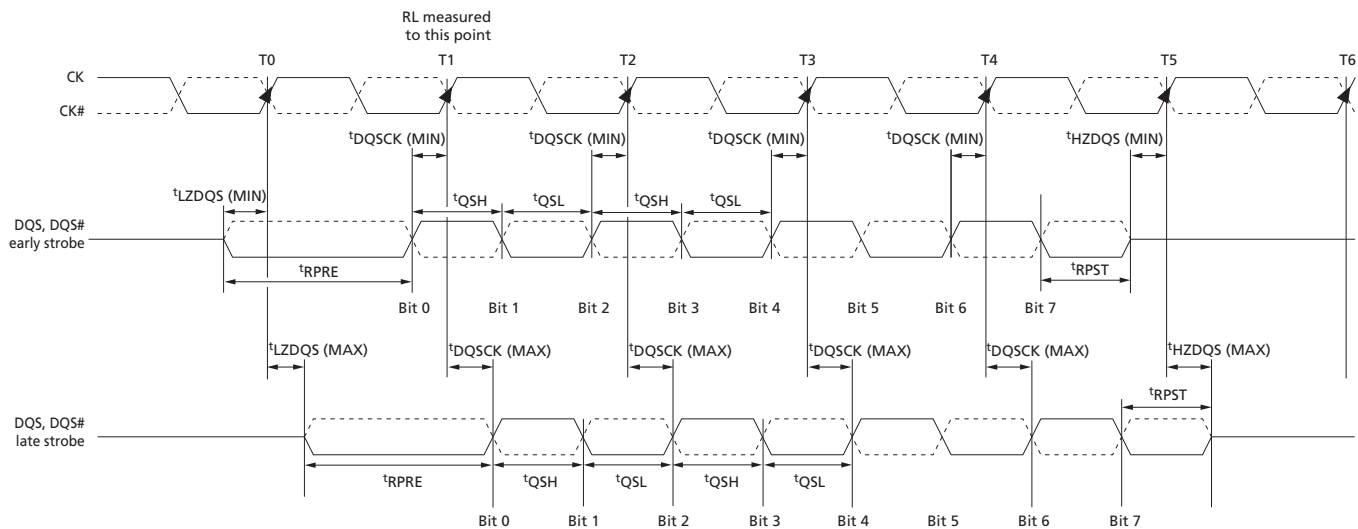 RL measured
to this point
T0 T1 T2 T3 T4 T5 T6
CK
CK#
tDQSCK (MIN) tDQSCK (MIN) tDQSCK (MIN) tDQSCK (MIN) tHZDQS (MIN)
tLZDQS (MIN)
tQSH tQSL tQSH tQSL
DQS, DQS#
early strobe
tRPRE tRPST
Bit 0 Bit 1 Bit 2 Bit 3 Bit 4 Bit 5 Bit 6 Bit 7
tLZDQS (MAX) tDQSCK (MAX) tDQSCK (MAX) tDQSCK (MAX) tDQSCK (MAX) tHZDQS (MAX)
tRPST
DQS, DQS#
late strobe
tRPRE tQSH tQSL tQSH tQSL
Bit 0 Bit 1 Bit 2 Bit 3 Bit 4 Bit 5 Bit 6 Bit 7